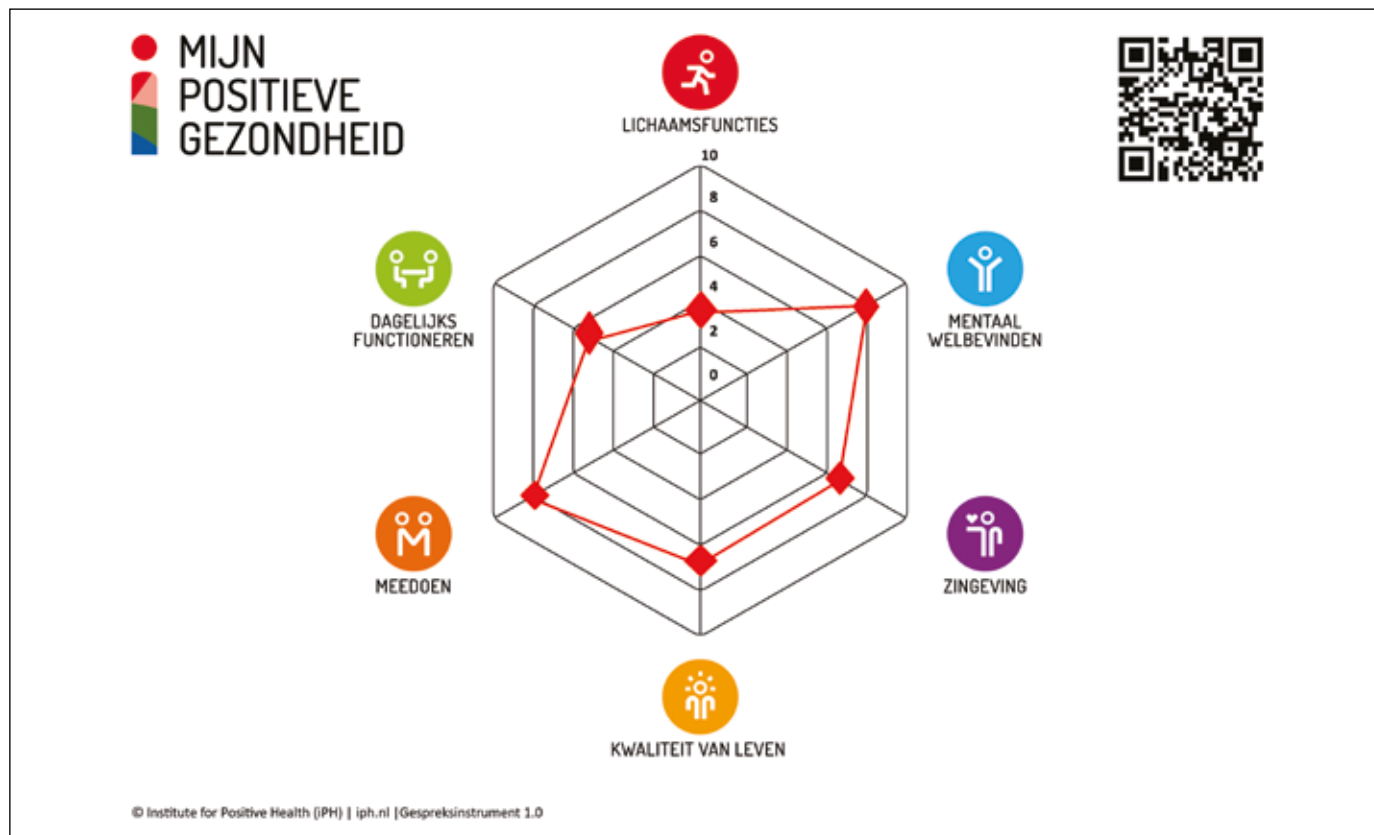 MIJN
POSITIEVE
GEZONDHEID
LICHAAMSFUNCTIES
10
8
6
4
2
0
DAGELIJKS
FUNCTIONEREN
MENTAAL
WELBEVINDEN
MEEDOEN
ZINGEVING
KWALITEIT VAN LEVEN
© Institute for Positive Health (iPH) | iph.nl |Gespreksinstrument 1.0